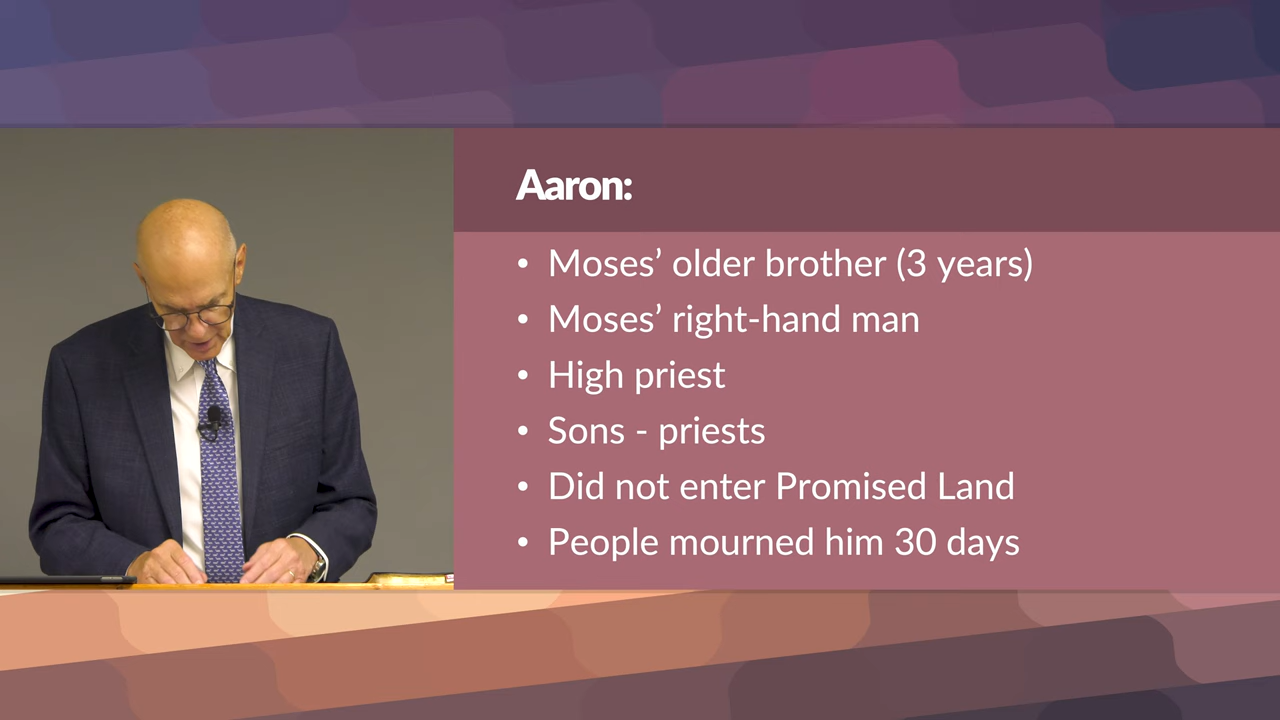 Aaron:
• Moses’ older brother (3 years)
• Moses’ right-hand man
• High priest
• Sons - priests
• Did not enter Promised Land
• People mourned him 30 days